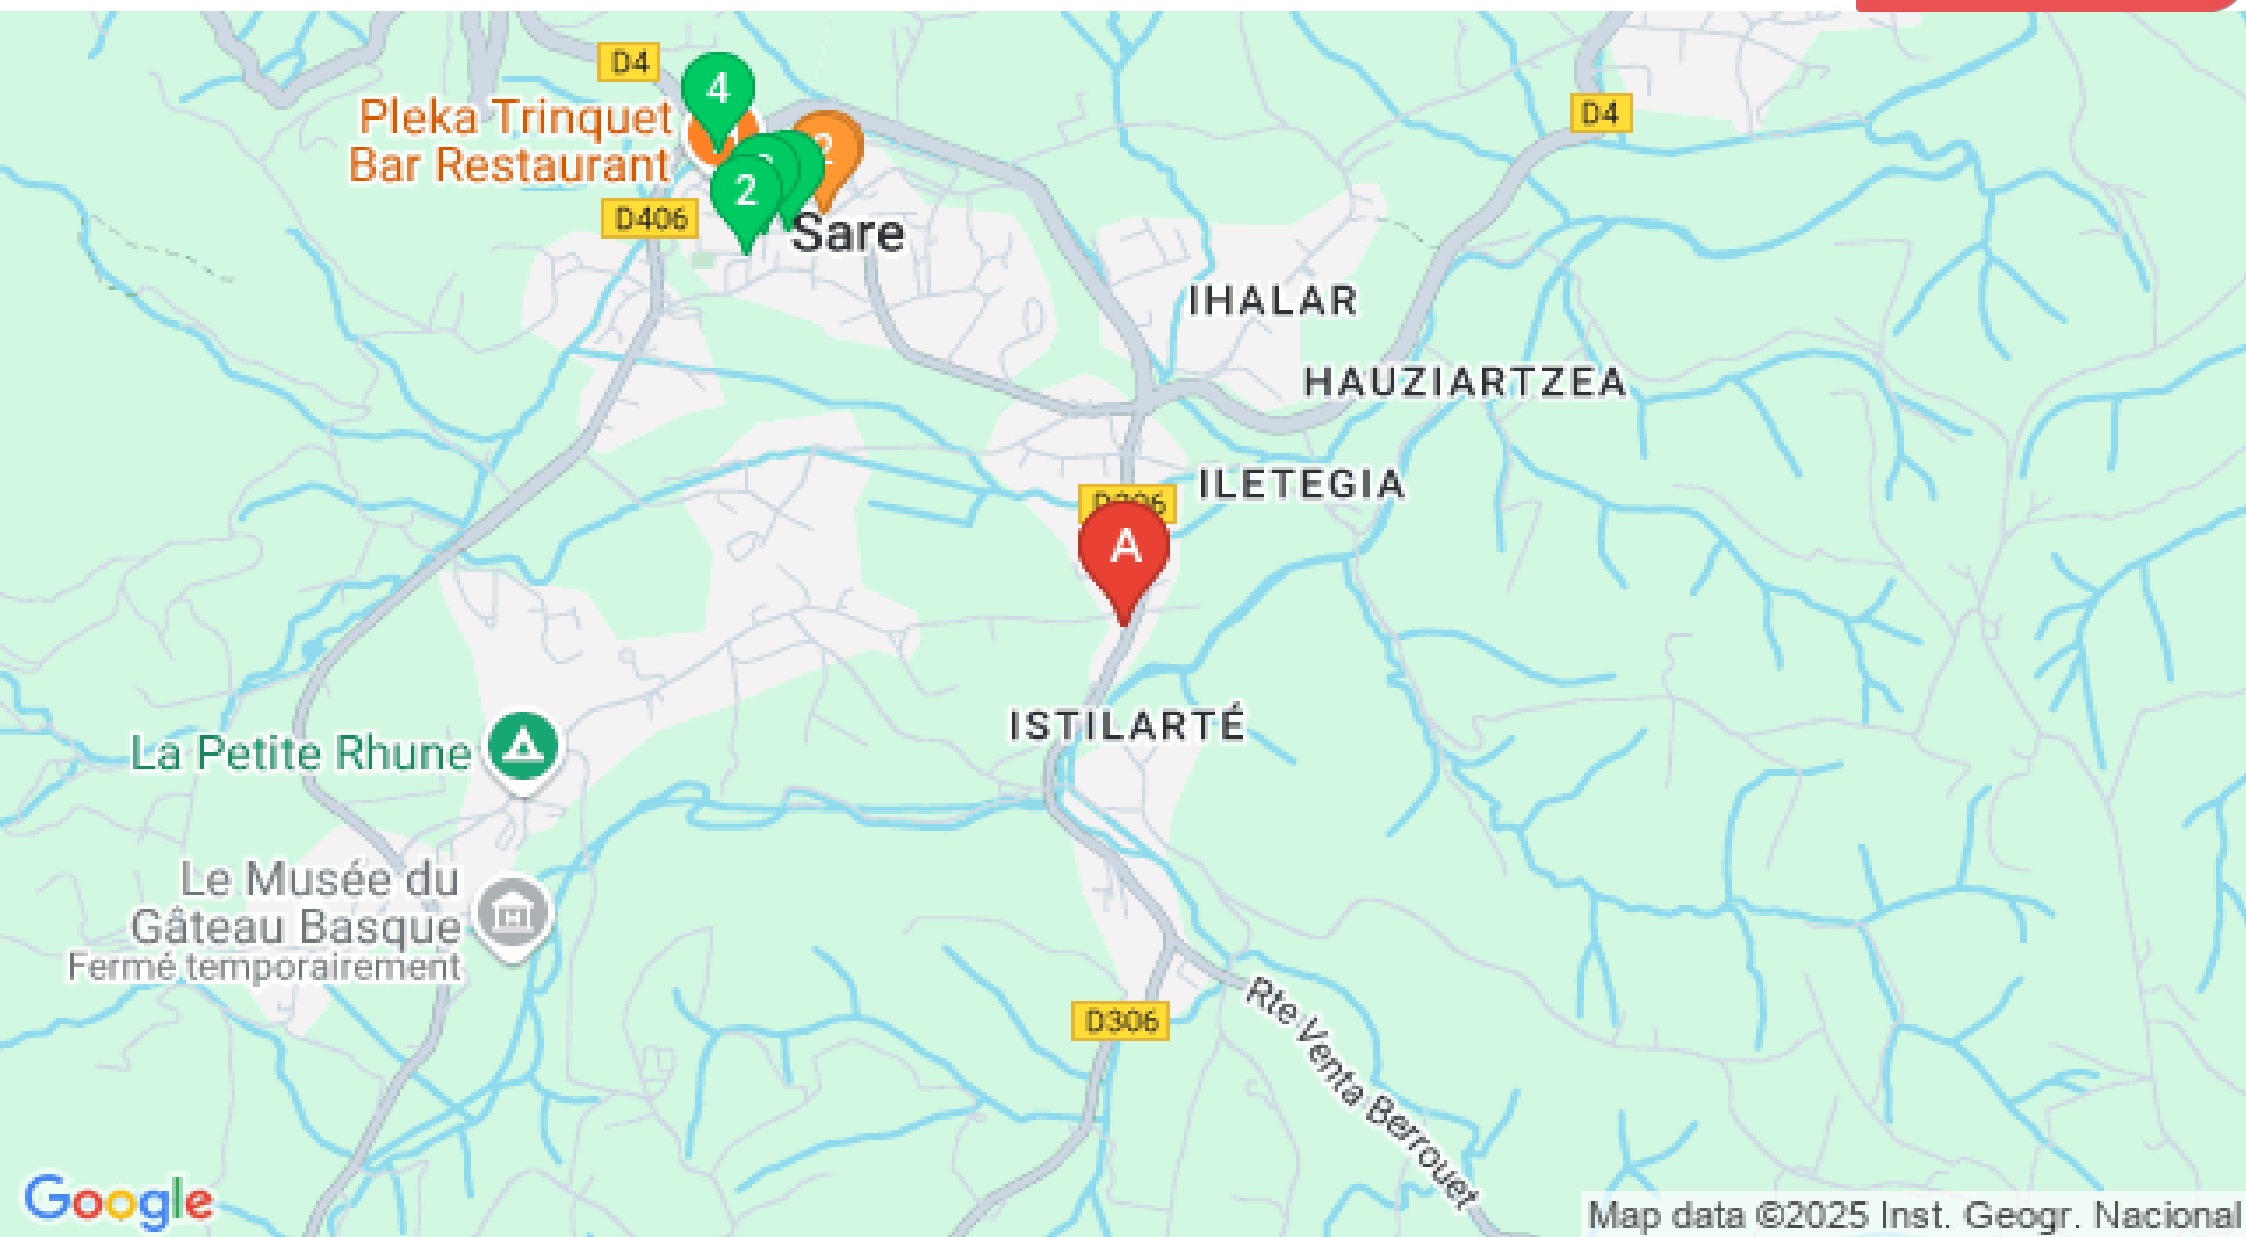 D4
4
Pleka Trinquet
Bar Restaurant
2
2
D406
Sare
D4
IHALAR
HAUZIARTZEA
ILETEGIA
A
ISTILARTÉ
La Petite Rhune
Le Musée du
Gâteau Basque
Fermé temporairement
D306
Rte Venta Berrouet
Google
Map data ©2025 Inst. Geogr. Nacional